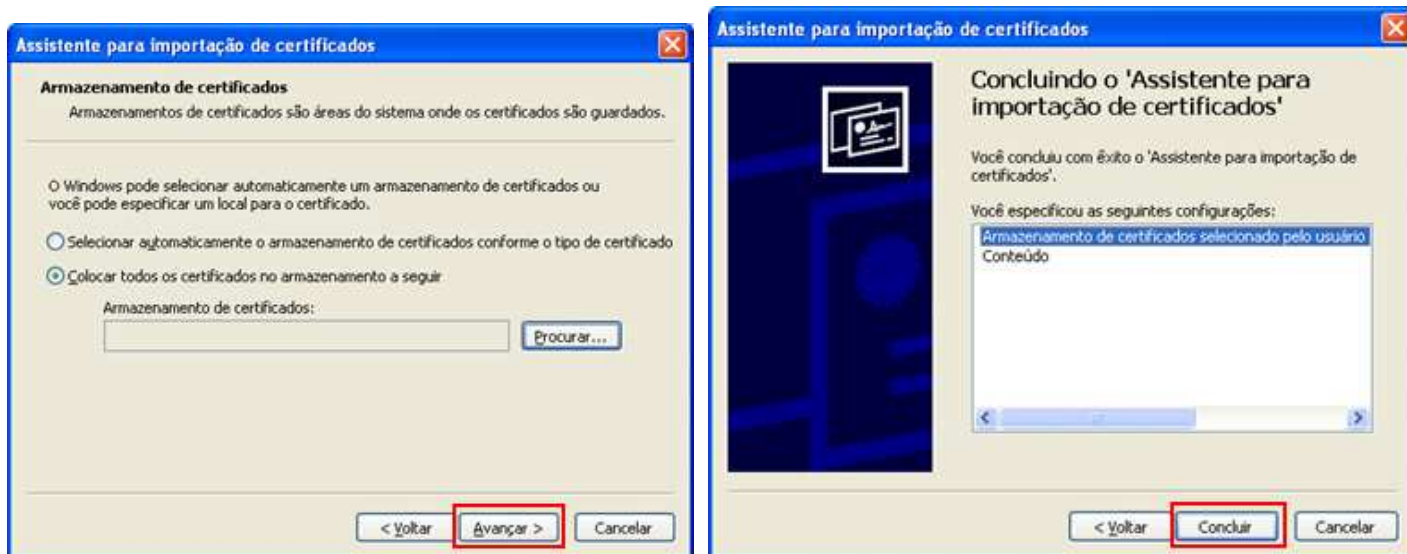 Assistente para importação de certificados
Armazenamento de certificados
Armazenamentos de certificados são áreas do sistema onde os certificados são guardados.
O Windows pode selecionar automaticamente um armazenamento de certificados ou
você pode especificar um local para o certificado.
Selecionar automaticamente o armazenamento de certificados conforme o tipo de certificado
Colocar todos os certificados no armazenamento a seguir
Armazenamento de certificados:
Procurar...
< Voltar Avançar > Cancelar
Assistente para importação de certificados
Concluindo o 'Assistente para
importação de certificados'
Você concluiu com êxito o 'Assistente para importação de
certificados'.
Você especificou as seguintes configurações:
Armazenamento de certificados selecionado pelo usuário
Conteúdo
< Voltar Concluir Cancelar